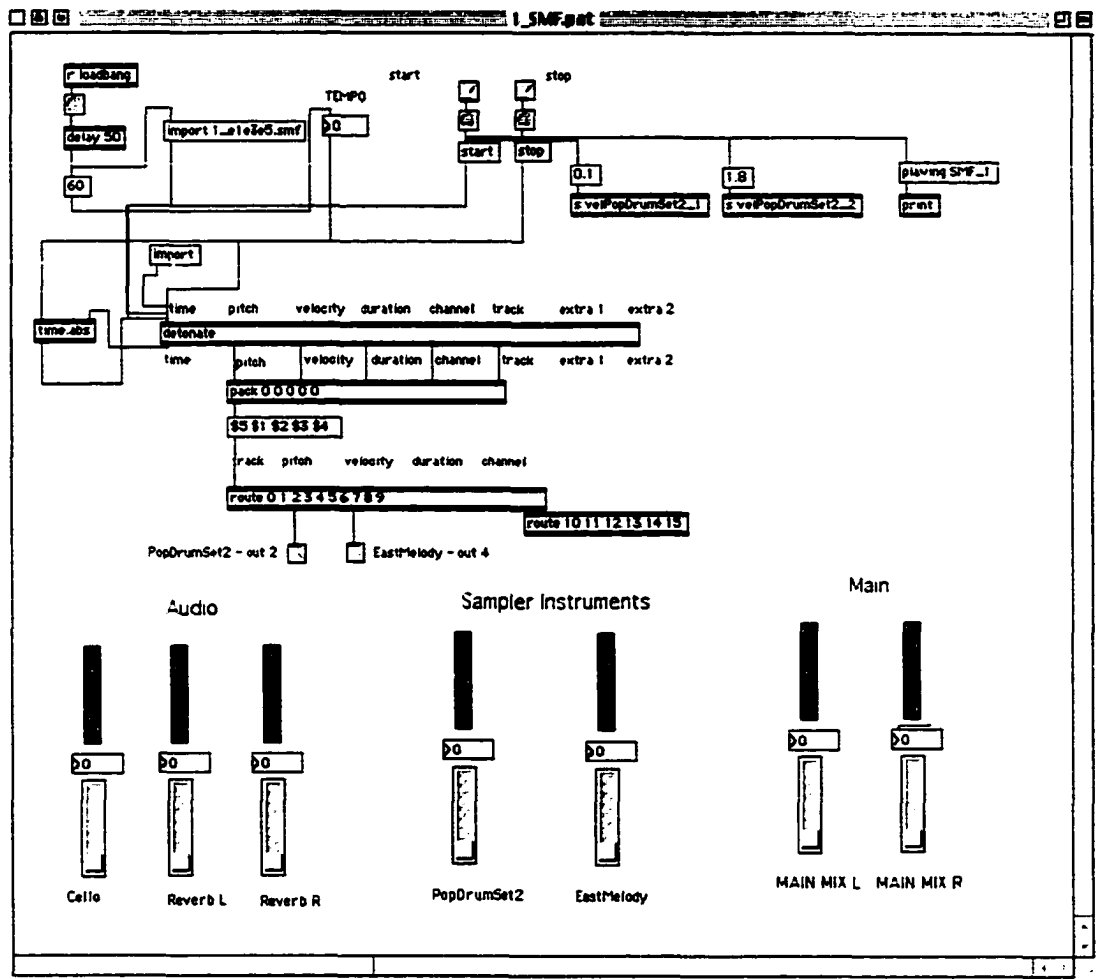 1_SMF.pat
r loadbang
start
stop
TEMPO
delay 50
import 1_e1e3e5.smf
0
start
stop
60
0.1
1.8
playing SMF_1
s velPopDrumSet2_1
s velPopDrumSet2_2
print
import
time pitch velocity duration channel track extra 1 extra 2
time.abs
detonate
time pitch velocity duration channel track extra 1 extra 2
pack 0 0 0 0 0
$5 $1 $2 $3 $4
track pitch velocity duration channel
route 0 1 2 3 4 5 6 7 8 9
route 10 11 12 13 14 15
PopDrumSet2 - out 2
EastMelody - out 4
Audio
Sampler Instruments
Main
0
0
0
0
0
0
0
Cello
Reverb L
Reverb R
PopDrumSet2
EastMelody
MAIN MIX L
MAIN MIX R